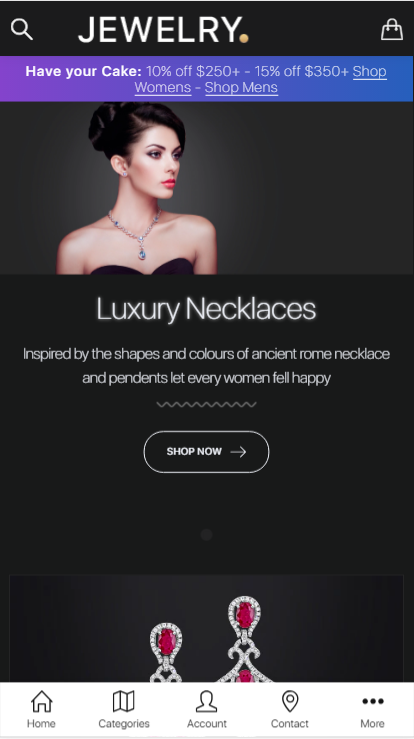 JEWELRY.
Have your Cake: 10% off $250+ - 15% off $350+ Shop
Womens - Shop Mens
Luxury Necklaces
Inspired by the shapes and colours of ancient rome necklace
and pendents let every women fell happy
SHOP NOW
Home Categories Account Contact More